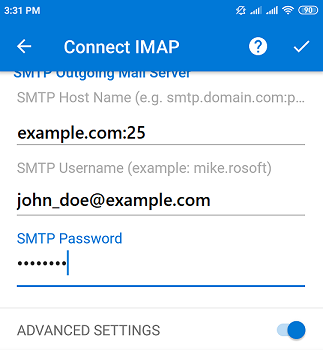 3:31 PM
90
Connect IMAP
?
SMTP Outgoing Mail Server
SMTP Host Name (e.g. smtp.domain.com:p...
example.com:25
SMTP Username (example: mike.rosoft)
john_doe@example.com
SMTP Password
••••••••
ADVANCED SETTINGS